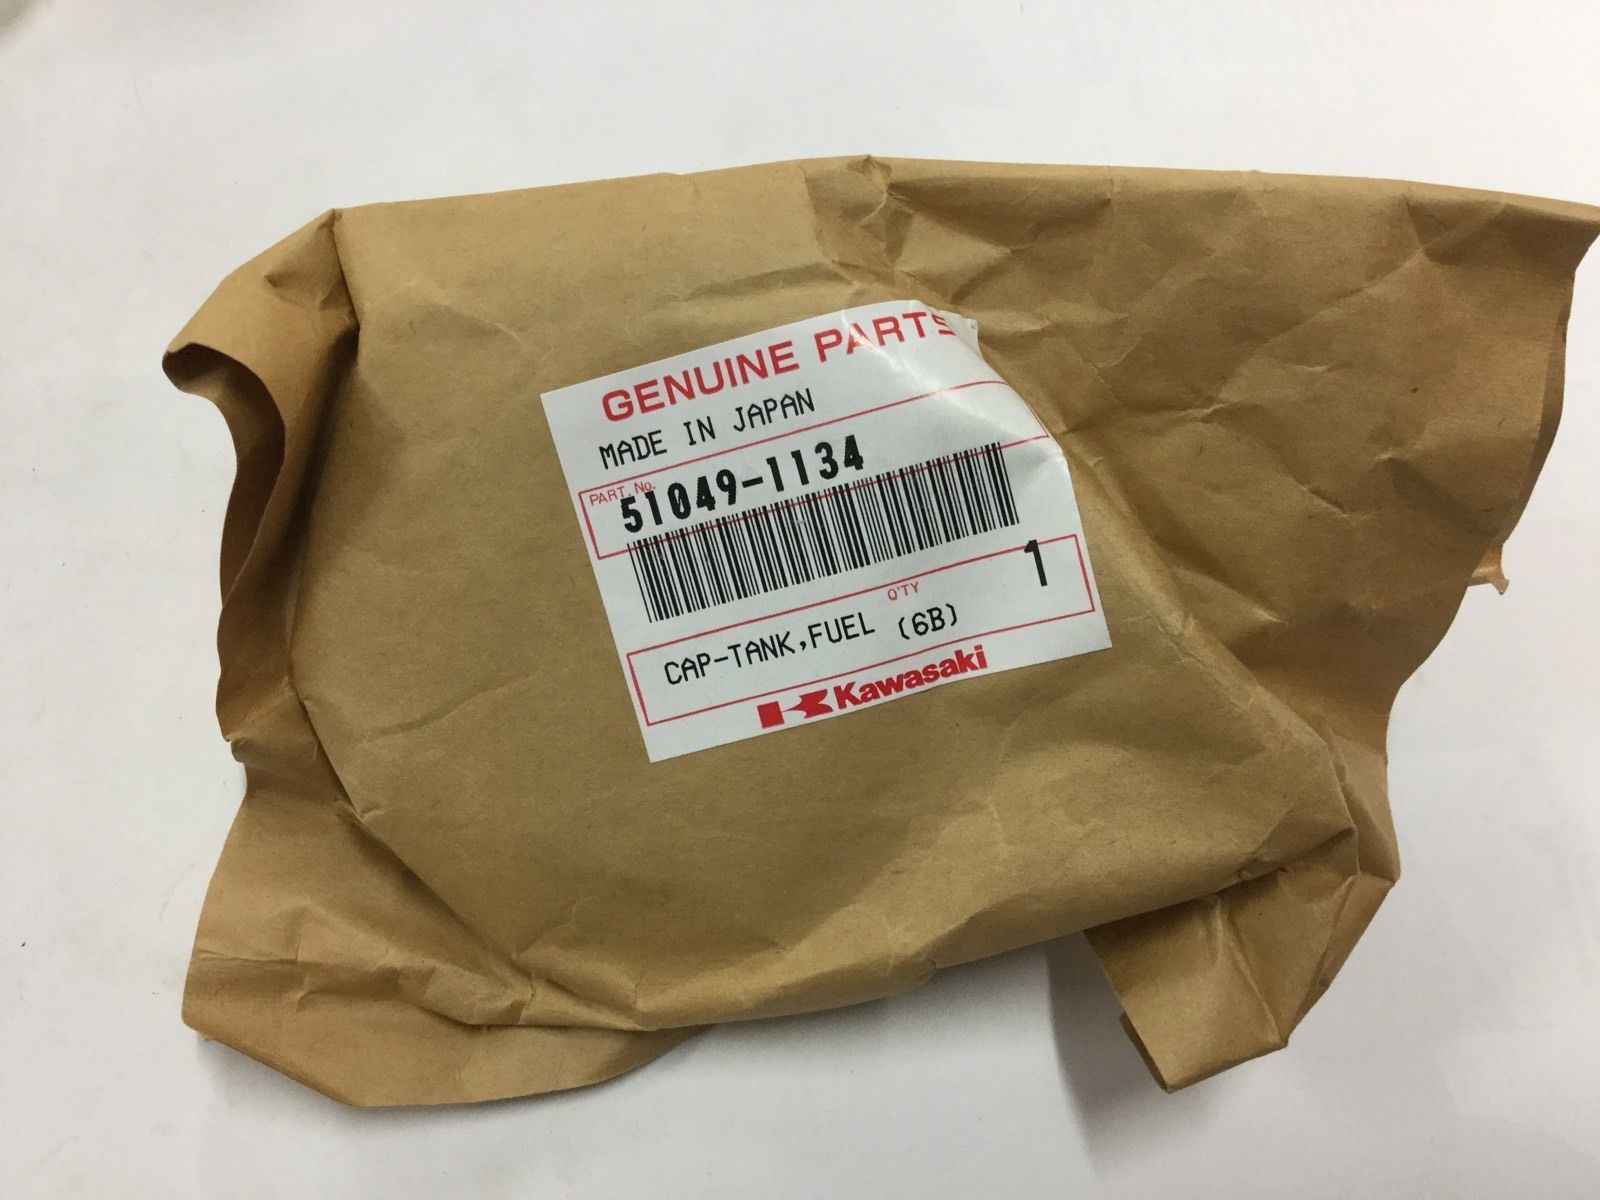 GENUINE PARTS
MADE IN JAPAN
PART. No.
51049-1134
Q'TY
1
CAP-TANK,FUEL (6B)
Kawasaki